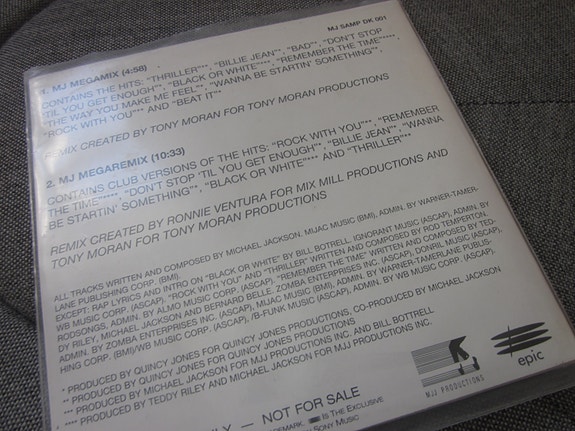 MJ SAMP DK 001
1. MJ MEGAMIX (4:58)
CONTAINS THE HITS: "THRILLER"**, "BILLIE JEAN"*, "BAD"*, "DON'T STOP
'TIL YOU GET ENOUGH"*, "BLACK OR WHITE"***, "REMEMBER THE TIME"****,
"THE WAY YOU MAKE ME FEEL"*, "WANNA BE STARTIN' SOMETHING"*,
"ROCK WITH YOU"** AND "BEAT IT"*
REMIX CREATED BY TONY MORAN FOR TONY MORAN PRODUCTIONS
2. MJ MEGAREMIX (10:33)
CONTAINS CLUB VERSIONS OF THE HITS: "ROCK WITH YOU"**, "REMEMBER
THE TIME"****, "DON'T STOP 'TIL YOU GET ENOUGH"*, "BILLIE JEAN"*, "WANNA
BE STARTIN' SOMETHING"*, "BLACK OR WHITE"*** AND "THRILLER"**
REMIX CREATED BY RONNIE VENTURA FOR MIX MILL PRODUCTIONS AND
TONY MORAN FOR TONY MORAN PRODUCTIONS
ALL TRACKS WRITTEN AND COMPOSED BY MICHAEL JACKSON. MIJAC MUSIC (BMI), ADMIN. BY WARNER-TAMER-
LANE PUBLISHING CORP. (BMI).
EXCEPT: RAP LYRICS AND INTRO ON "BLACK OR WHITE" BY BILL BOTRELL. IGNORANT MUSIC (ASCAP), ADMIN. BY
WB MUSIC CORP. (ASCAP). "ROCK WITH YOU" AND "THRILLER" WRITTEN AND COMPOSED BY ROD TEMPERTON.
RODSONGS, ADMIN. BY ALMO MUSIC CORP. (ASCAP) "REMEMBER THE TIME" WRITTEN AND COMPOSED BY TED-
DY RILEY, MICHAEL JACKSON AND BERNARD BELLE. ZOMBA ENTERPRISES INC. (ASCAP), DONRIL MUSIC (ASCAP),
ADMIN. BY ZOMBA ENTERPRISES INC. (ASCAP), MIJAC MUSIC (BMI), ADMIN. BY WARNER-TAMERLANE PUBLIS-
HING CORP. (BMI)/WB MUSIC CORP. (ASCAP), /B-FUNK MUSIC (ASCAP), ADMIN. BY WB MUSIC CORP. (ASCAP).
* PRODUCED BY QUINCY JONES FOR QUINCY JONES PRODUCTIONS, CO-PRODUCED BY MICHAEL JACKSON
** PRODUCED BY QUINCY JONES FOR QUINCY JONES PRODUCTIONS
*** PRODUCED BY MICHAEL JACKSON FOR MJJ PRODUCTIONS INC. AND BILL BOTTRELL
**** PRODUCED BY TEDDY RILEY AND MICHAEL JACKSON FOR MJJ PRODUCTIONS INC.
MJJ PRODUCTIONS
epic
— NOT FOR SALE
IS THE EXCLUSIVE
SONY MUSIC